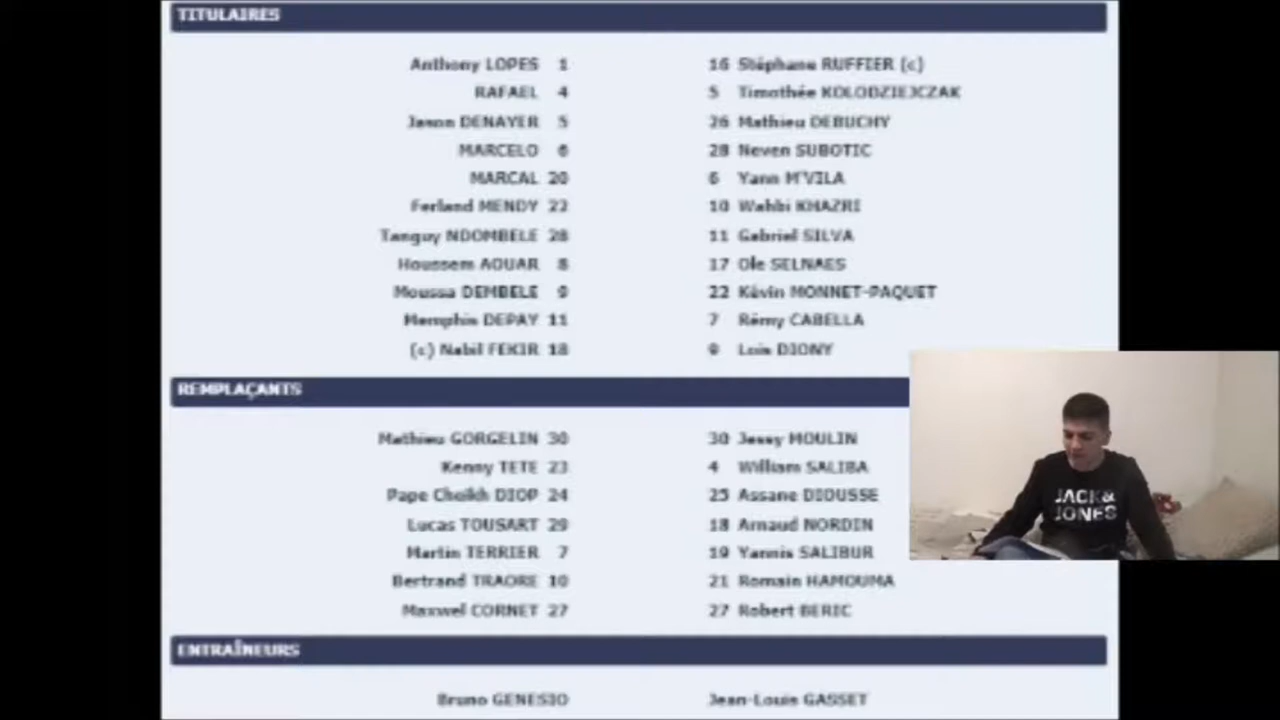 TITULAIRES
Anthony LOPES 1 16 Stéphane RUFFIER (c)
RAFAEL 4 5 Timothée KOLODZIEJCZAK
Jason DENAYER 5 26 Mathieu DEBUCHY
MARCELO 6 28 Neven SUBOTIC
MARCAL 20 6 Yann M'VILA
Ferland MENDY 22 10 Wahbi KHAZRI
Tanguy NDOMBELE 28 11 Gabriel SILVA
Houssem AOUAR 8 17 Ole SELNAES
Moussa DEMBELE 9 22 Kévin MONNET-PAQUET
Memphis DEPAY 11 7 Rémy CABELLA
(c) Nabil FEKIR 18 9 Lois DIONY
REMPLAÇANTS
Mathieu GORGELIN 30 30 Jessy MOULIN
Kenny TETE 23 4 William SALIBA
Pape Cheikh DIOP 24 25 Assane DIOUSSE
Lucas TOUSART 29 18 Arnaud NORDIN
Martin TERRIER 7 19 Yannis SALIBUR
Bertrand TRAORE 10 21 Romain HAMOUMA
Maxwel CORNET 27 27 Robert BERIC
JACK&
JONES
ENTRAÎNEURS
Bruno GENESIO Jean-Louis GASSET